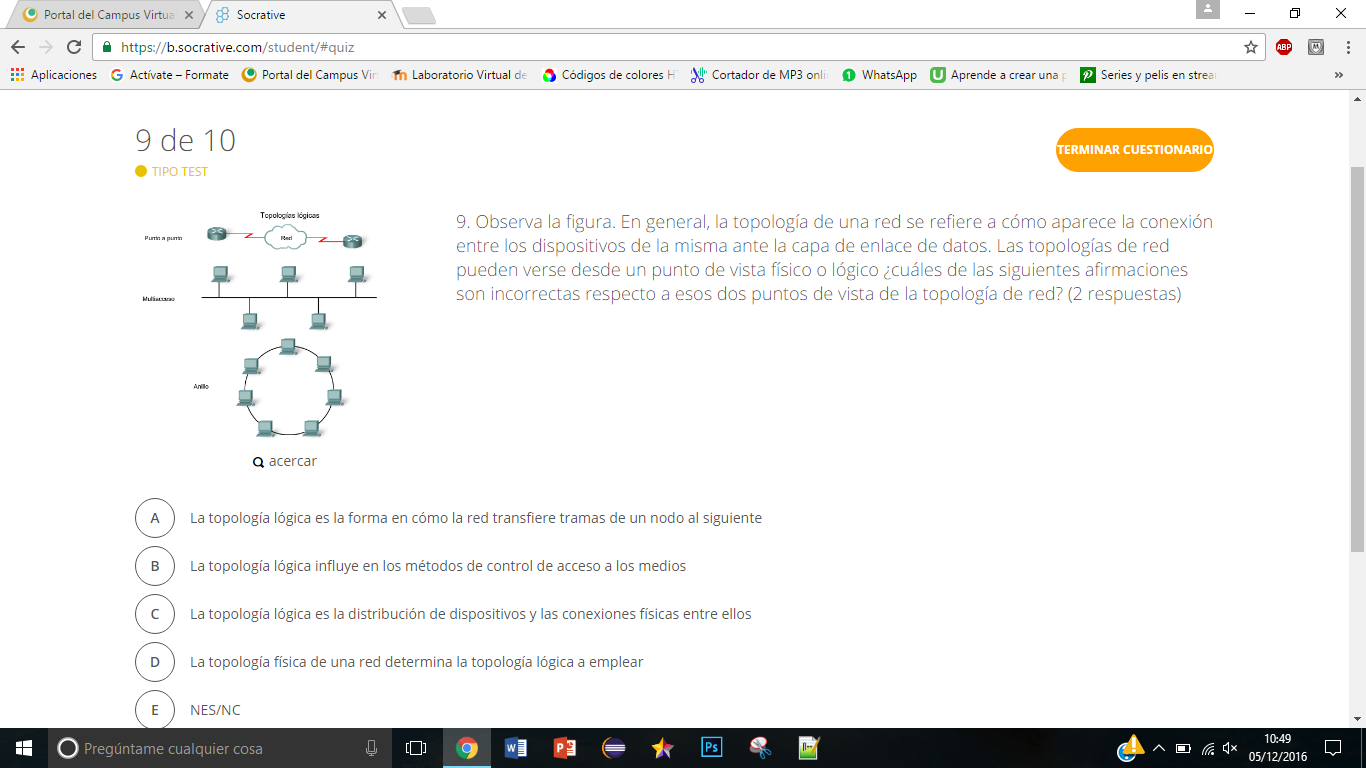 Portal del Campus Virtua
Socrative
https://b.socrative.com/student/#quiz
ABP
Aplicaciones
Actívate – Formate
Portal del Campus Vir
Laboratorio Virtual de
Códigos de colores H
Cortador de MP3 onli
WhatsApp
Aprende a crear una p
Series y pelis en strea
»
9 de 10
TERMINAR CUESTIONARIO
TIPO TEST
Topologías lógicas
Punto a punto
Red
Multiacceso
Anillo
acercar
9. Observa la figura. En general, la topología de una red se refiere a cómo aparece la conexión
entre los dispositivos de la misma ante la capa de enlace de datos. Las topologías de red
pueden verse desde un punto de vista físico o lógico ¿cuáles de las siguientes afirmaciones
son incorrectas respecto a esos dos puntos de vista de la topología de red? (2 respuestas)
A La topología lógica es la forma en cómo la red transfiere tramas de un nodo al siguiente
B La topología lógica influye en los métodos de control de acceso a los medios
C La topología lógica es la distribución de dispositivos y las conexiones físicas entre ellos
D La topología física de una red determina la topología lógica a emplear
E NES/NC
Pregúntame cualquier cosa
10:49
05/12/2016